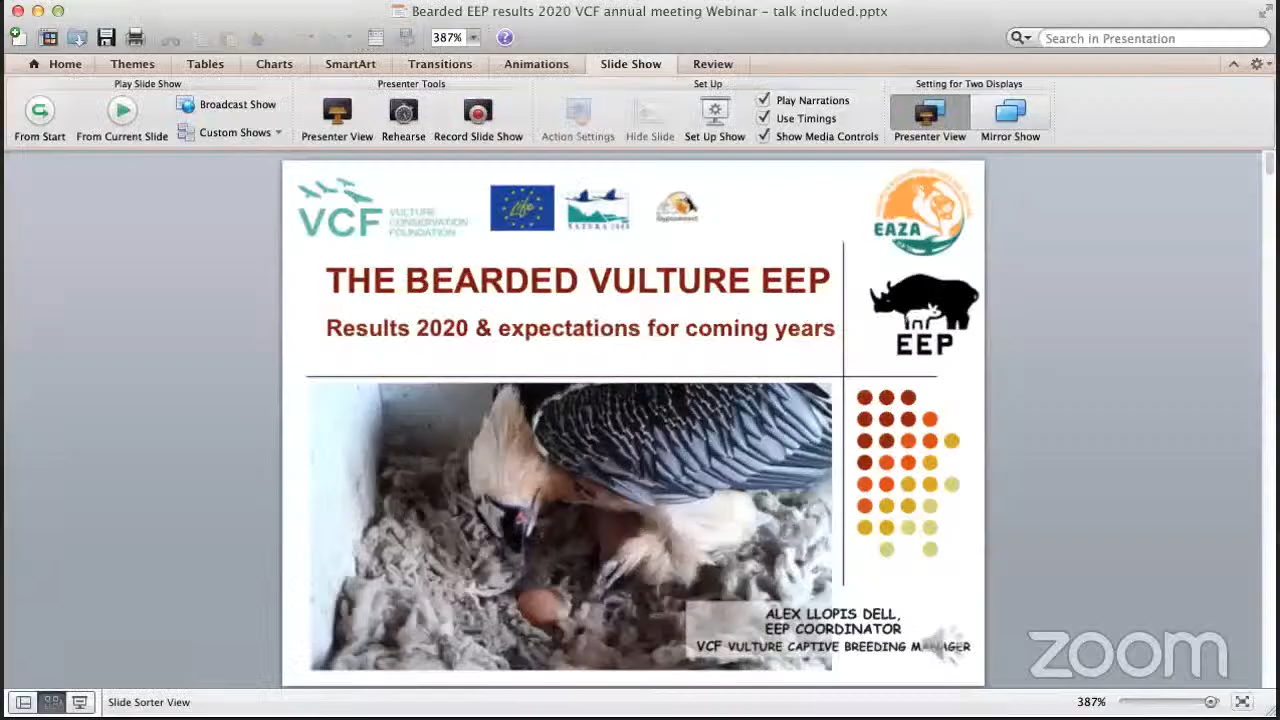 Bearded EEP results 2020 VCF annual meeting Webinar – talk included.pptx
387%
Search in Presentation
Home
Themes
Tables
Charts
SmartArt
Transitions
Animations
Slide Show
Review
Play Slide Show
Presenter Tools
Set Up
Setting for Two Displays
From Start
From Current Slide
Broadcast Show
Custom Shows
Presenter View
Rehearse
Record Slide Show
Action Settings
Hide Slide
Set Up Show
Play Narrations
Use Timings
Show Media Controls
Presenter View
Mirror Show
VCF
VULTURE
CONSERVATION
FOUNDATION
Life
NATURA 2000
EAZA
THE BEARDED VULTURE EEP
Results 2020 & expectations for coming years
EEP
ALEX LLOPIS DELL,
EEP COORDINATOR
VCF VULTURE CAPTIVE BREEDING MANAGER
zoom
Slide Sorter View
387%